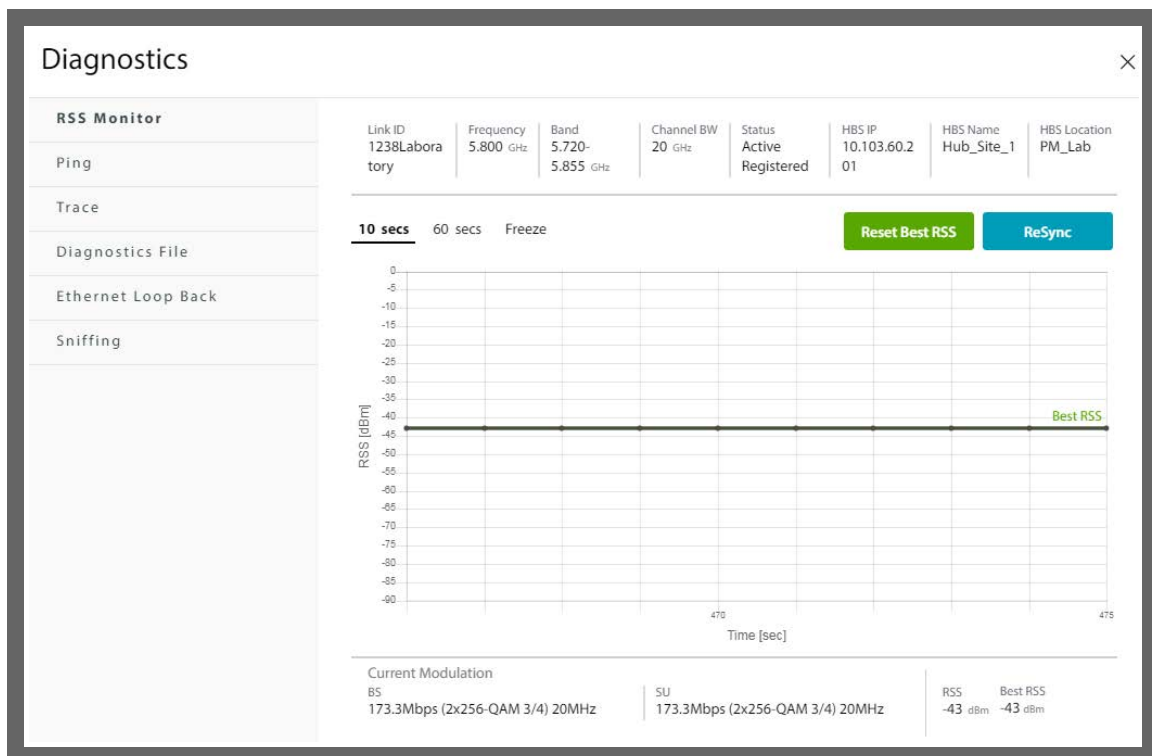 Diagnostics
RSS Monitor
Ping
Trace
Diagnostics File
Ethernet Loop Back
Sniffing
Link ID
1238Labora
tory
Frequency
5.800 GHz
Band
5.720-
5.855 GHz
Channel BW
20 GHz
Status
Active
Registered
HBS IP
10.103.60.2
01
HBS Name
Hub_Site_1
HBS Location
PM_Lab
10 secs 60 secs Freeze
Reset Best RSS
ReSync
0
-5
-10
-15
-20
-25
-30
-35
-40
-45
-50
-55
-60
-65
-70
-75
-80
-85
-90
RSS [dBm]
Best RSS
470 475
Time [sec]
Current Modulation
BS
173.3Mbps (2x256-QAM 3/4) 20MHz
SU
173.3Mbps (2x256-QAM 3/4) 20MHz
RSS
-43 dBm
Best RSS
-43 dBm